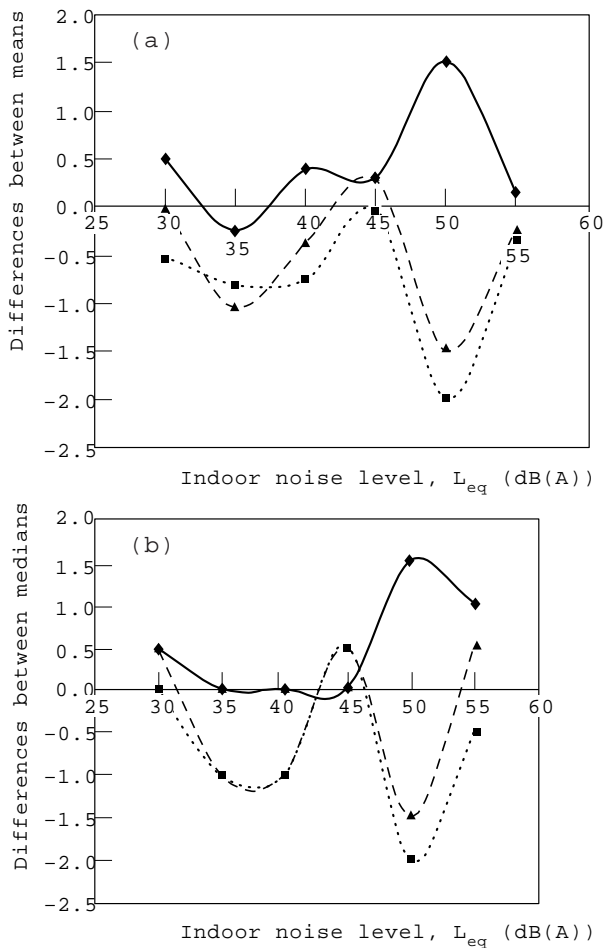 Differences between means
(a)
2.0
1.5
1.0
0.5
0.0
-0.5
-1.0
-1.5
-2.0
-2.5
25 30 35 40 45 50 55 60
Indoor noise level, Leq (dB(A))
Differences between medians
(b)
2.0
1.5
1.0
0.5
0.0
-0.5
-1.0
-1.5
-2.0
-2.5
25 30 35 40 45 50 55 60
Indoor noise level, Leq (dB(A))